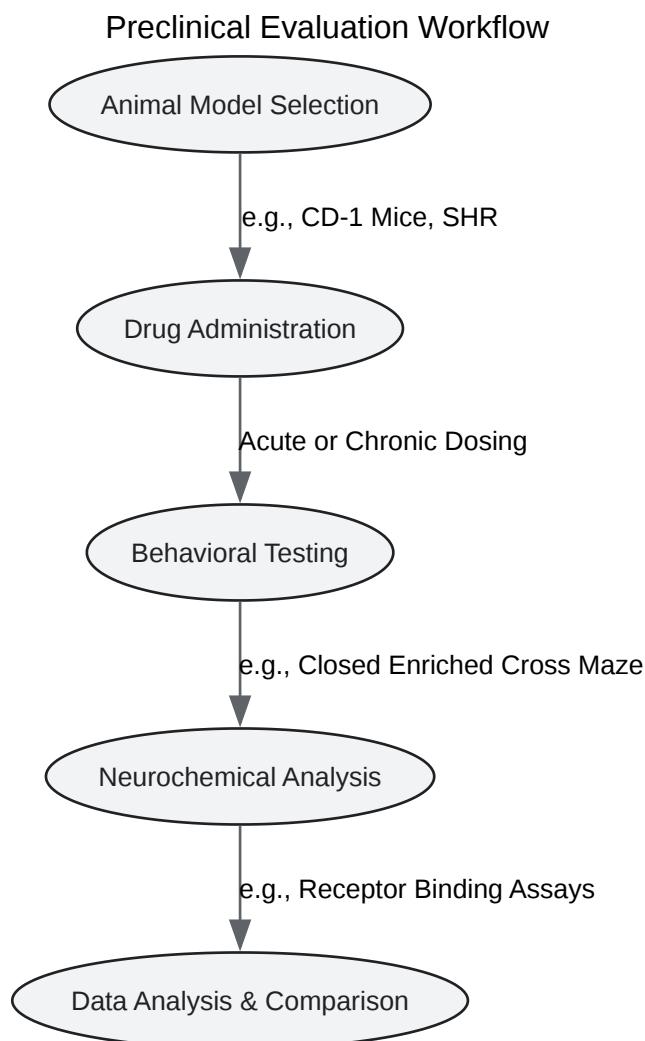 Preclinical Evaluation Workflow
Animal Model Selection
e.g., CD-1 Mice, SHR
Drug Administration
Acute or Chronic Dosing
Behavioral Testing
e.g., Closed Enriched Cross Maze
Neurochemical Analysis
e.g., Receptor Binding Assays
Data Analysis & Comparison